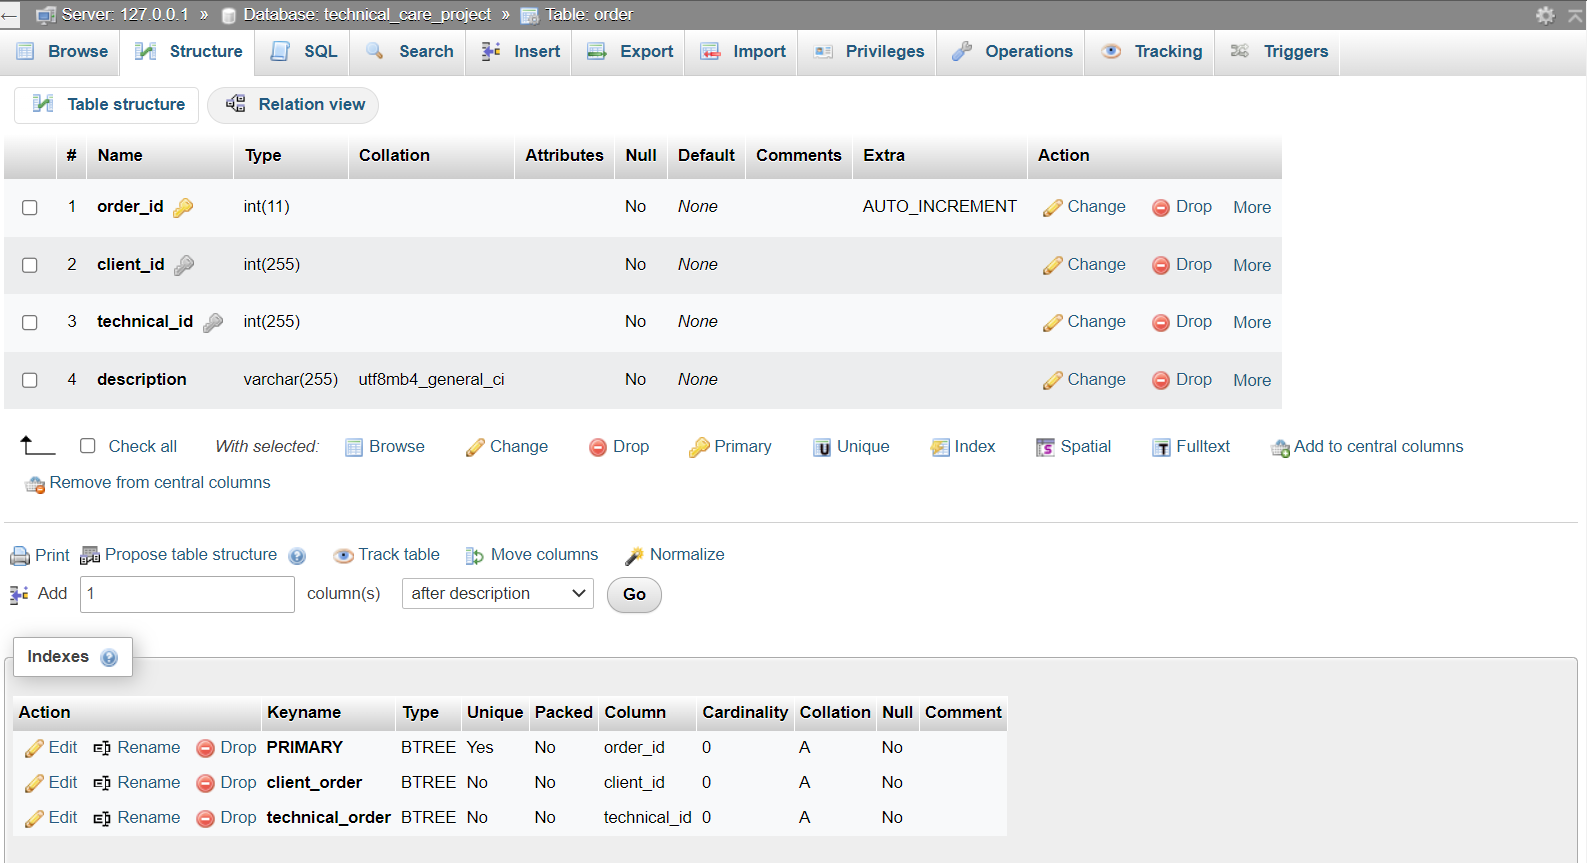 Server: 127.0.0.1 » Database: technical_care_project » Table: order
Browse Structure SQL Search Insert Export Import Privileges Operations Tracking Triggers
Table structure Relation view
# Name Type Collation Attributes Null Default Comments Extra Action
1 order_id int(11) No None AUTO_INCREMENT Change Drop More
2 client_id int(255) No None Change Drop More
3 technical_id int(255) No None Change Drop More
4 description varchar(255) utf8mb4_general_ci No None Change Drop More
Check all With selected: Browse Change Drop Primary U Unique Index S Spatial T Fulltext Add to central columns
Remove from central columns
Print Propose table structure ? Track table Move columns Normalize
Add 1 column(s) after description Go
Indexes ?
Action Keyname Type Unique Packed Column Cardinality Collation Null Comment
Edit Rename Drop PRIMARY BTREE Yes No order_id 0 A No
Edit Rename Drop client_order BTREE No No client_id 0 A No
Edit Rename Drop technical_order BTREE No No technical_id 0 A No